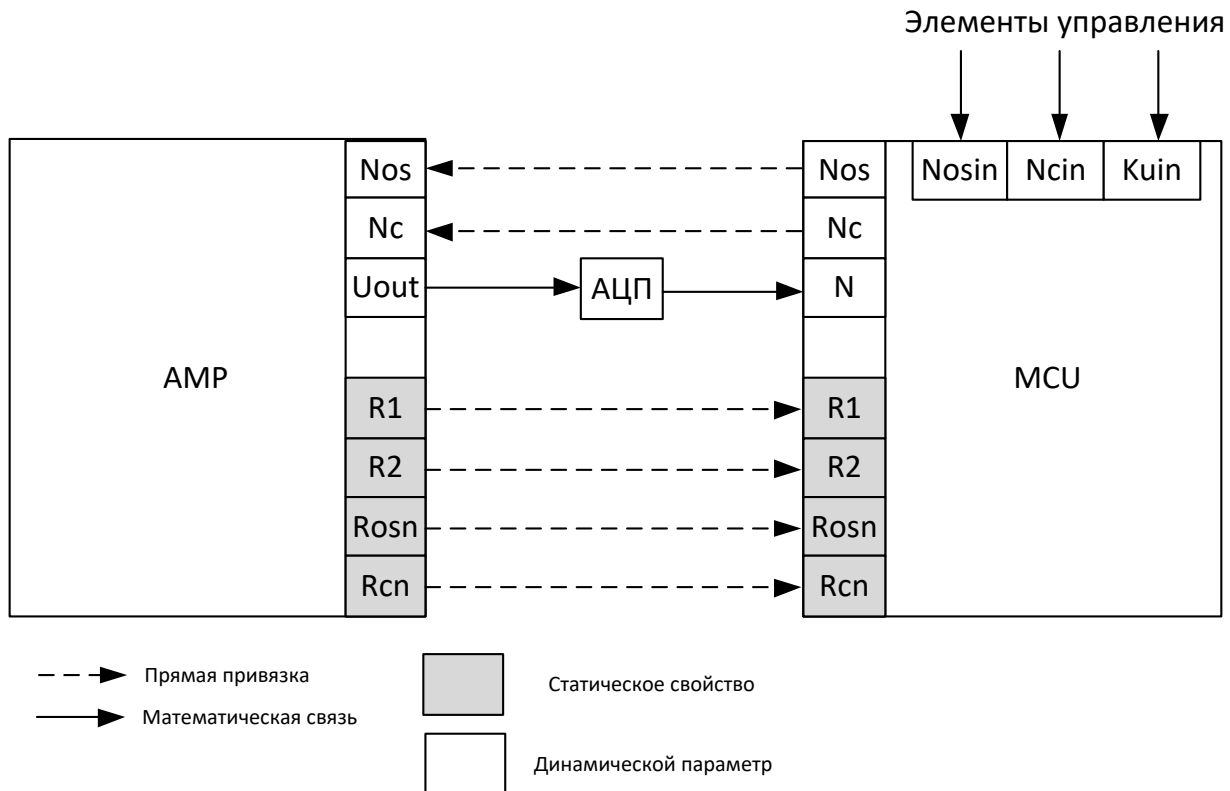 Элементы управления
Nosin Ncin Kuin
Nos Nos
Nc Nc
Uout АЦП N
AMP MCU
R1 R1
R2 R2
Rosn Rosn
Rcn Rcn
Прямая привязка
Статическое свойство
Математическая связь
Динамической параметр